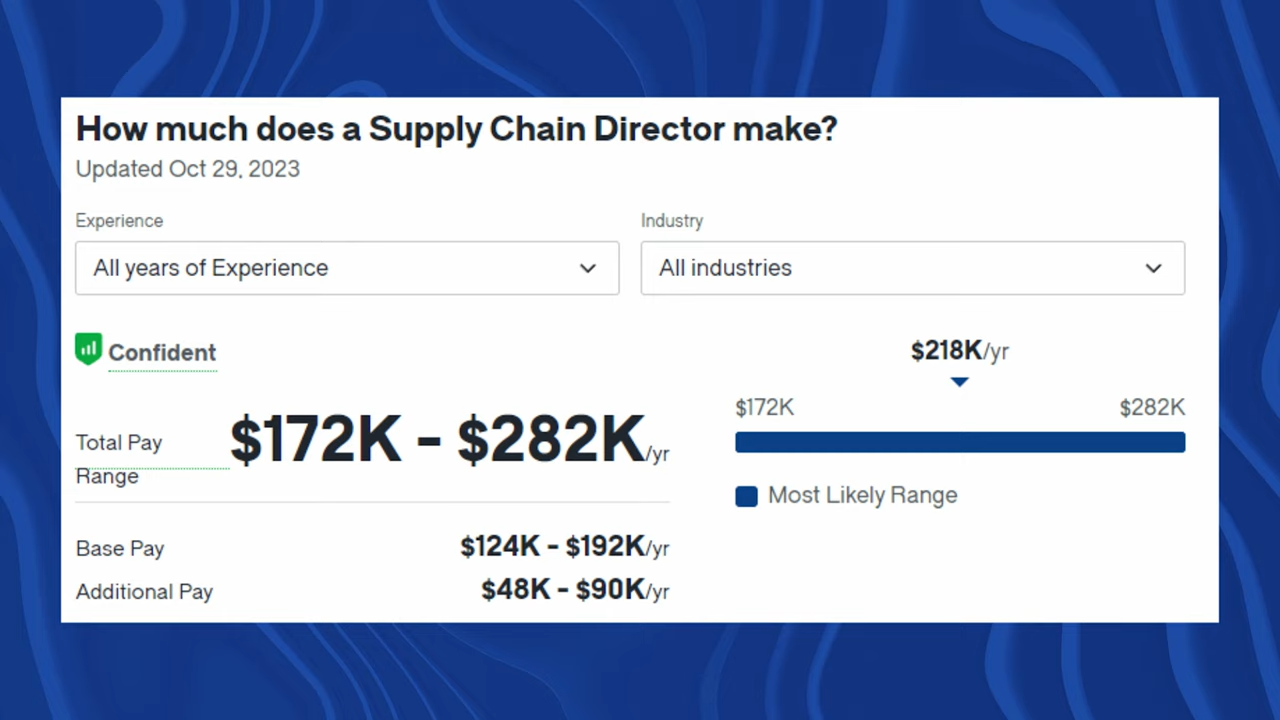 How much does a Supply Chain Director make?
Updated Oct 29, 2023
Experience
Industry
All years of Experience
All industries
Confident
$218K/yr
$172K
$282K
Total Pay
Range
$172K - $282K/yr
Most Likely Range
Base Pay
$124K - $192K/yr
Additional Pay
$48K - $90K/yr